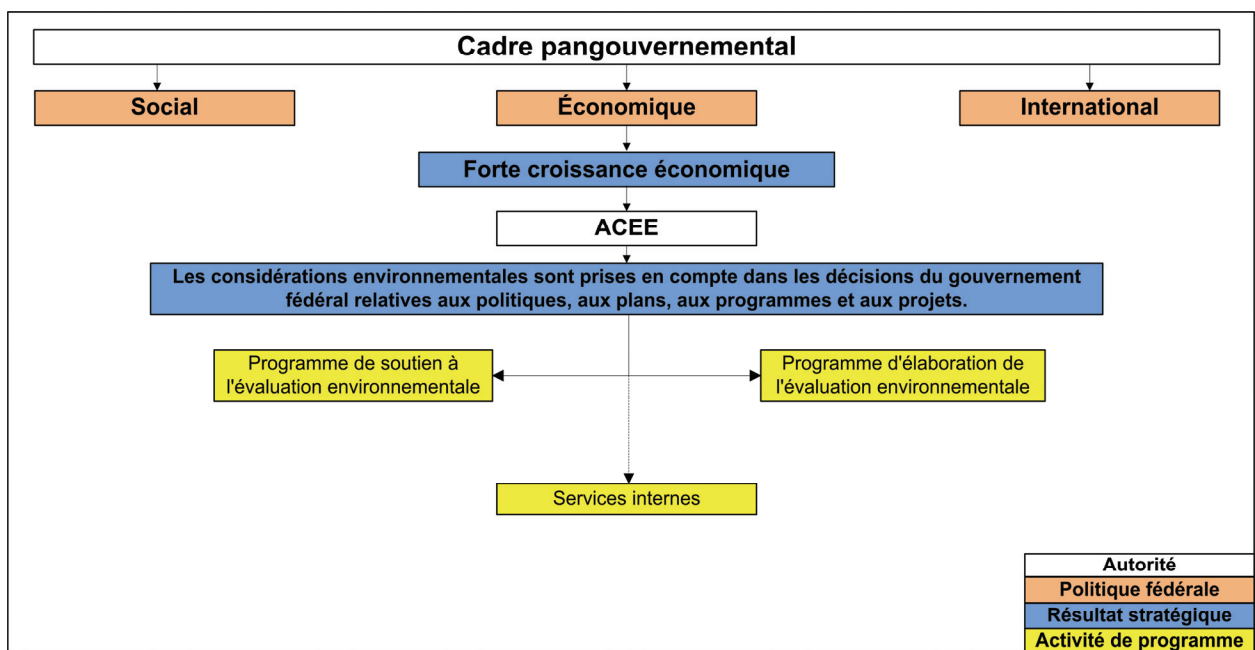 Cadre pangouvernemental
Social
Économique
International
Forte croissance économique
ACEE
Les considérations environnementales sont prises en compte dans les décisions du gouvernement
fédéral relatives aux politiques, aux plans, aux programmes et aux projets.
Programme de soutien à
l'évaluation environnementale
Programme d'élaboration de
l'évaluation environnementale
Services internes
Autorité
Politique fédérale
Résultat stratégique
Activité de programme